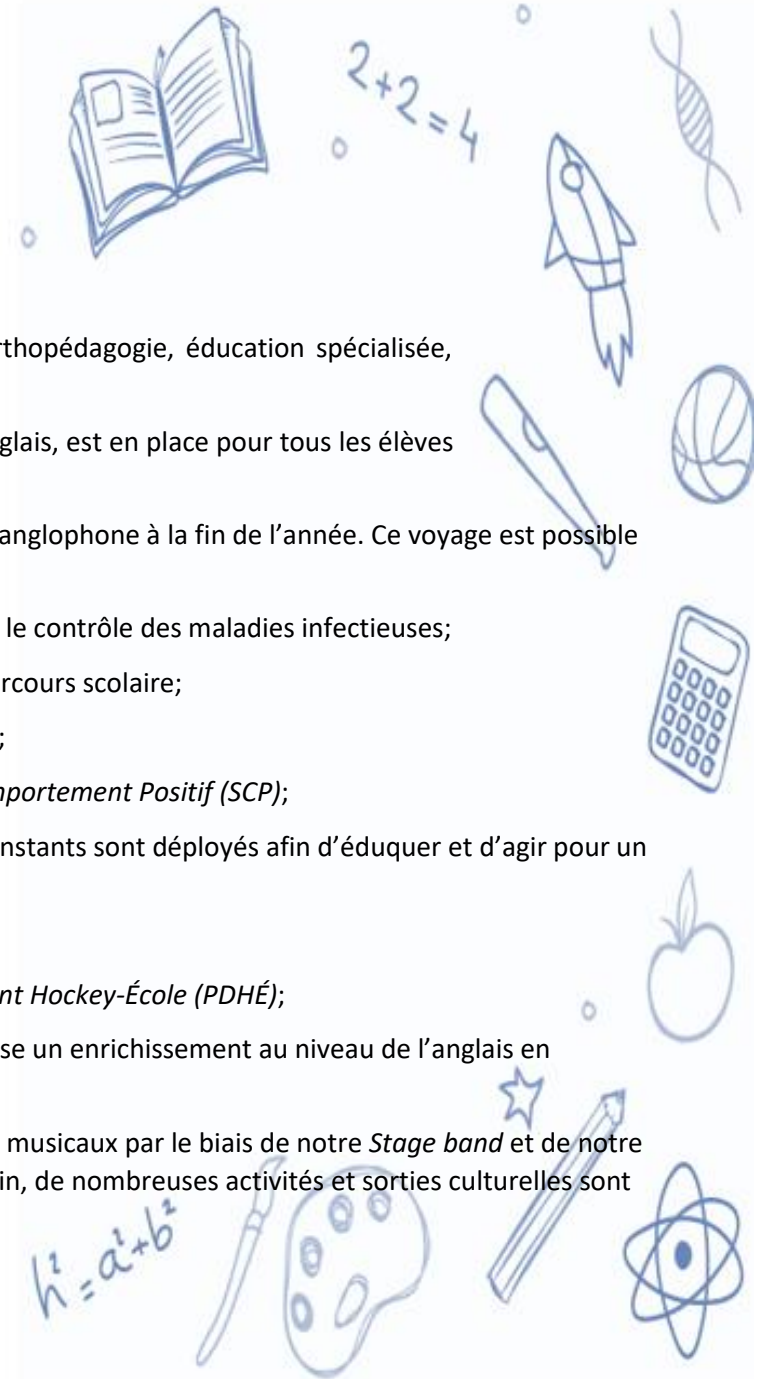 2+2=4
rthopédagogie, éducation spécialisée,
glais, est en place pour tous les élèves
anglophone à la fin de l’année. Ce voyage est possible
le contrôle des maladies infectieuses;
rcours scolaire;
;
mportement Positif (SCP);
nstants sont déployés afin d’éduquer et d’agir pour un
nt Hockey-École (PDHÉ);
se un enrichissement au niveau de l’anglais en
musicaux par le biais de notre Stage band et de notre
in, de nombreuses activités et sorties culturelles sont
h²=a²+b²